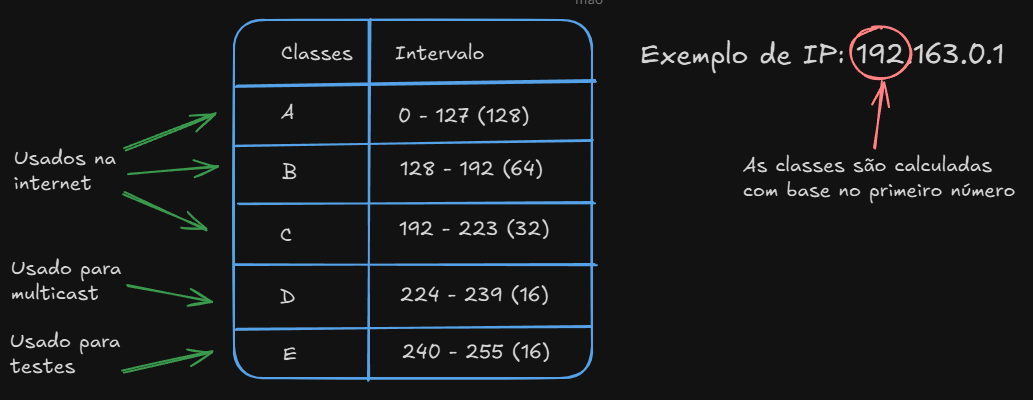 mao
Classes Intervalo
A 0 - 127 (128)
B 128 - 192 (64)
C 192 - 223 (32)
D 224 - 239 (16)
E 240 - 255 (16)
Usados na
internet
Usado para
multicast
Usado para
testes
Exemplo de IP: 192.163.0.1
As classes são calculadas
com base no primeiro número